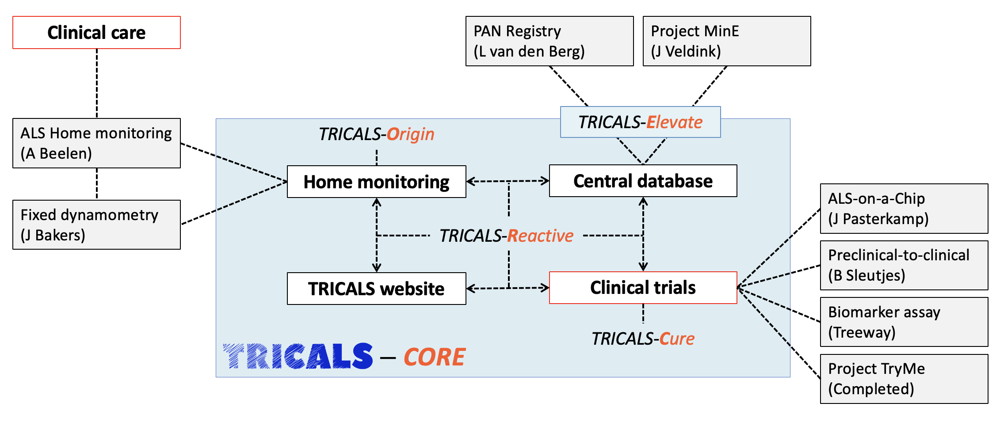 Clinical care
PAN Registry
(L van den Berg)
Project MinE
(J Veldink)
ALS Home monitoring
(A Beelen)
Fixed dynamometry
(J Bakers)
TRICALS-Origin
TRICALS-Elevate
Home monitoring
Central database
TRICALS-Reactive
TRICALS website
Clinical trials
TRICALS-Cure
TRICALS – CORE
ALS-on-a-Chip
(J Pasterkamp)
Preclinical-to-clinical
(B Sleutjes)
Biomarker assay
(Treeway)
Project TryMe
(Completed)